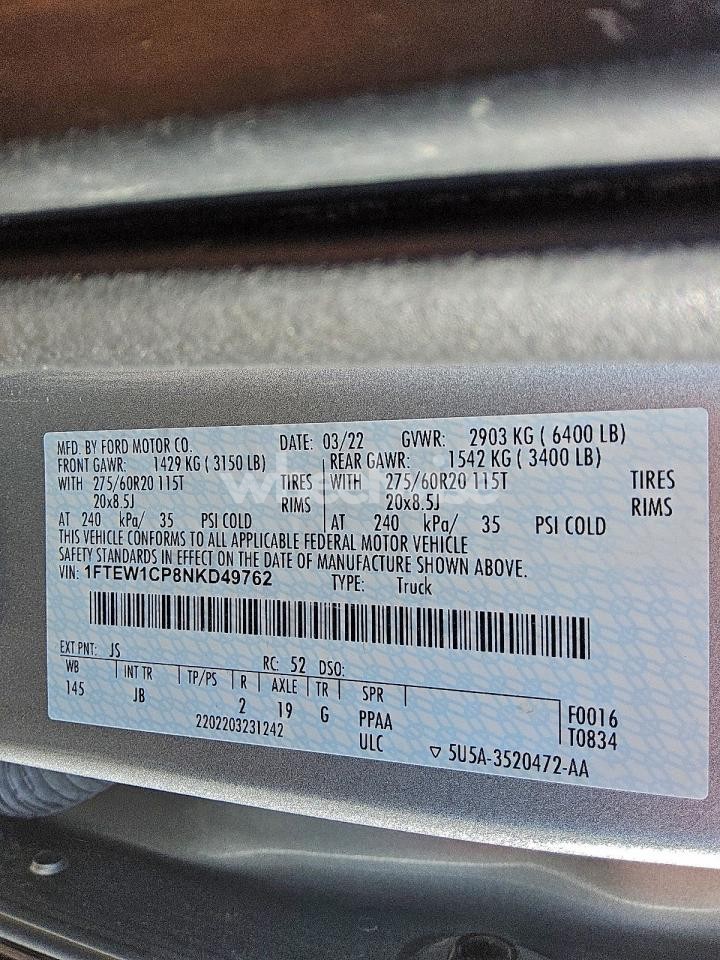 MFD. BY FORD MOTOR CO. DATE: 03/22 GVWR: 2903 KG ( 6400 LB)
FRONT GAWR: 1429 KG ( 3150 LB) REAR GAWR: 1542 KG ( 3400 LB)
WITH 275/60R20 115T TIRES WITH 275/60R20 115T TIRES
20x8.5J RIMS 20x8.5J RIMS
AT 240 kPa/ 35 PSI COLD AT 240 kPa/ 35 PSI COLD
THIS VEHICLE CONFORMS TO ALL APPLICABLE FEDERAL MOTOR VEHICLE
SAFETY STANDARDS IN EFFECT ON THE DATE OF MANUFACTURE SHOWN ABOVE.
VIN: 1FTEW1CP8NKD49762 TYPE: Truck
EXT PNT: JS RC: 52 DSO:
WB INT TR TP/PS R AXLE TR SPR
145 JB 2 19 G PPAA F0016
2202203231242 ULC T0834
▽ 5U5A-3520472-AA